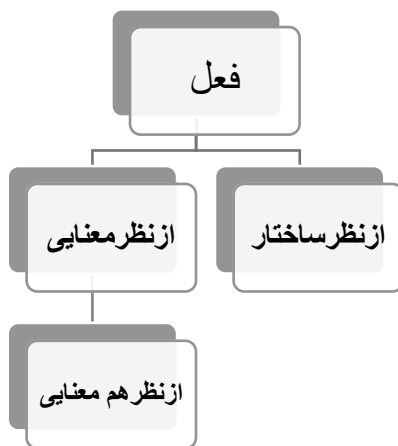 فعل
ازنظرساختار
ازنظرمعنایی
ازنظرهم معنایی